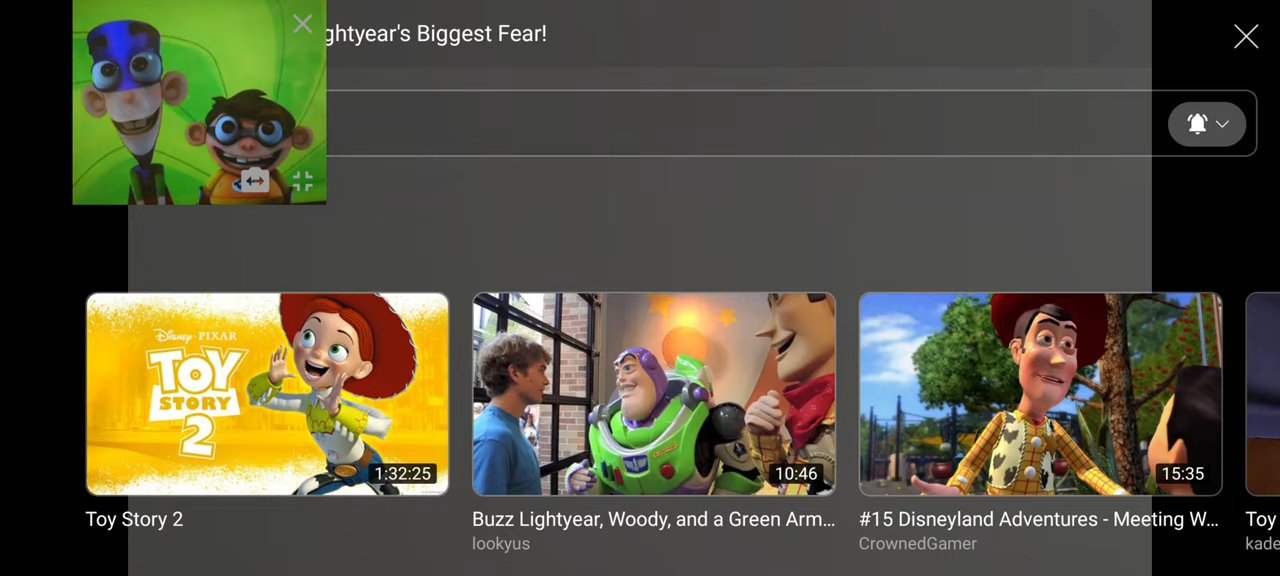 ghtyear's Biggest Fear!
Disney PIXAR
TOY
STORY
2
1:32:25
10:46
15:35
Toy Story 2
Buzz Lightyear, Woody, and a Green Arm...
#15 Disneyland Adventures - Meeting W...
Toy
lookyus
CrownedGamer
kade